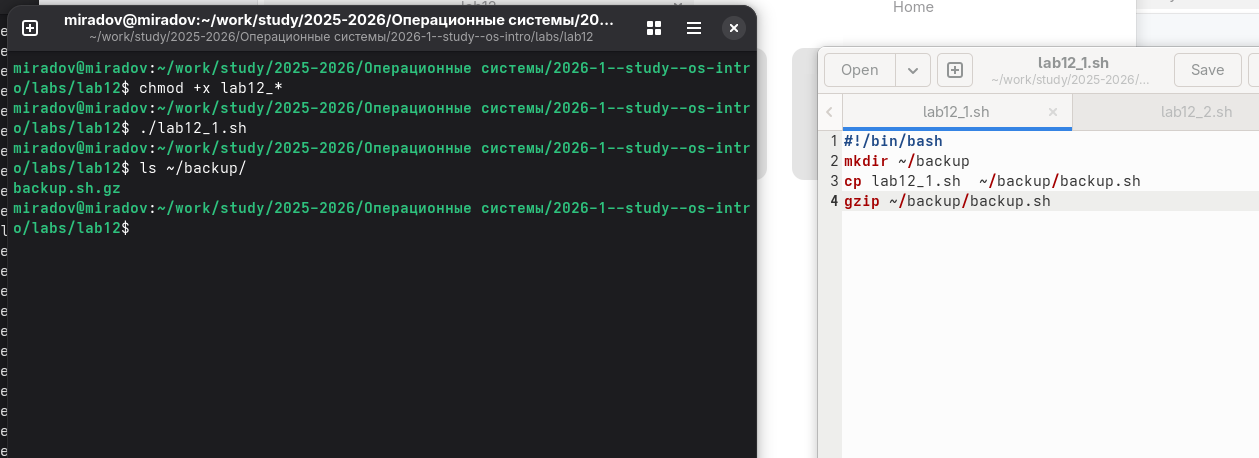 miradov@miradov:~/work/study/2025-2026/Операционные системы/20...
~/work/study/2025-2026/Операционные системы/2026-1--study--os-intro/labs/lab12
miradov@miradov:~/work/study/2025-2026/Операционные системы/2026-1--study--os-intr
o/labs/lab12$ chmod +x lab12_*
miradov@miradov:~/work/study/2025-2026/Операционные системы/2026-1--study--os-intr
o/labs/lab12$ ./lab12_1.sh
miradov@miradov:~/work/study/2025-2026/Операционные системы/2026-1--study--os-intr
o/labs/lab12$ ls ~/backup/
backup.sh.gz
miradov@miradov:~/work/study/2025-2026/Операционные системы/2026-1--study--os-intr
o/labs/lab12$
Home
Open
lab12_1.sh
~/work/study/2025-2026/...
Save
lab12_1.sh
lab12_2.sh
1 #!/bin/bash
2 mkdir ~/backup
3 cp lab12_1.sh  ~/backup/backup.sh
4 gzip ~/backup/backup.sh